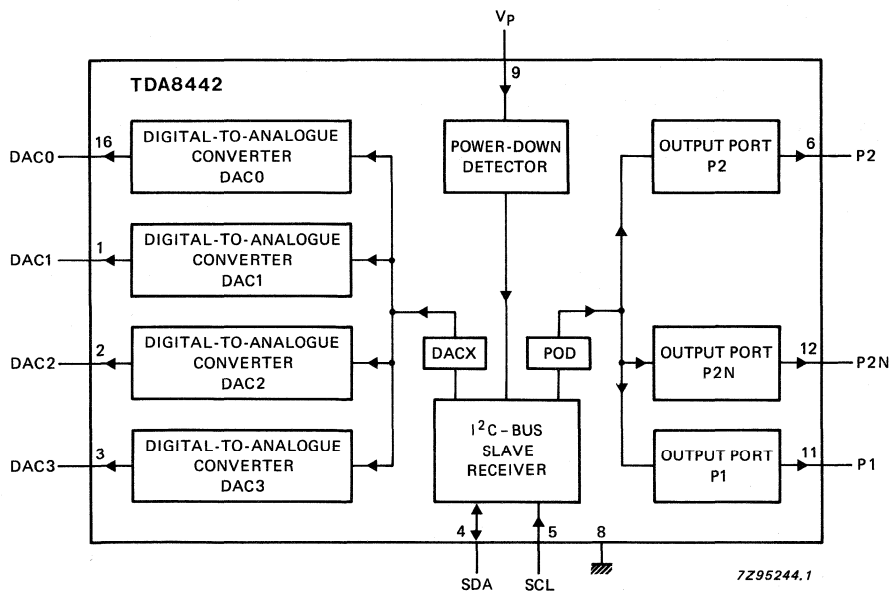 V_P
9
TDA8442
16
DAC0
DIGITAL-TO-ANALOGUE
CONVERTER
DAC0
POWER-DOWN
DETECTOR
OUTPUT PORT
P2
6
P2
1
DAC1
DIGITAL-TO-ANALOGUE
CONVERTER
DAC1
2
DAC2
DIGITAL-TO-ANALOGUE
CONVERTER
DAC2
DACX
POD
OUTPUT PORT
P2N
12
P2N
3
DAC3
DIGITAL-TO-ANALOGUE
CONVERTER
DAC3
I²C-BUS
SLAVE
RECEIVER
OUTPUT PORT
P1
11
P1
4
5
8
SDA
SCL
7Z95244.1